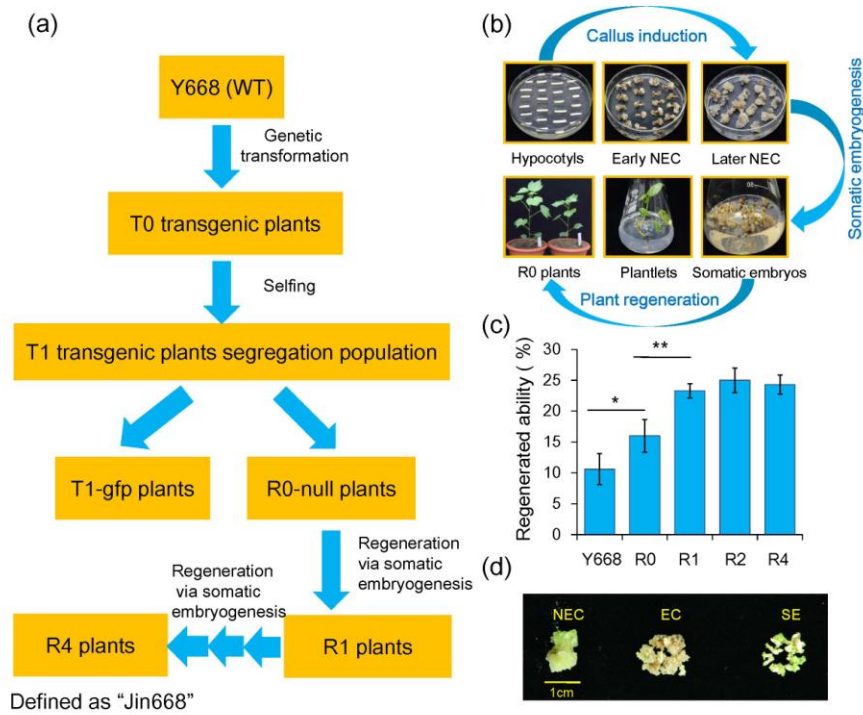 (a)
Y668 (WT)
Genetic
transformation
T0 transgenic plants
Selfing
T1 transgenic plants segregation population
T1-gfp plants
R0-null plants
Regeneration
via somatic
embryogenesis
Regeneration
via somatic
embryogenesis
R4 plants
R1 plants
Defined as “Jin668”
(b)
Callus induction
Hypocotyls
Early NEC
Later NEC
Somatic embryogenesis
R0 plants
Plantlets
Somatic embryos
Plant regeneration
(c)
Regenerated ability ( %)
30
25
20
15
10
5
0
*
**
Y668
R0
R1
R2
R4
(d)
NEC
EC
SE
1cm